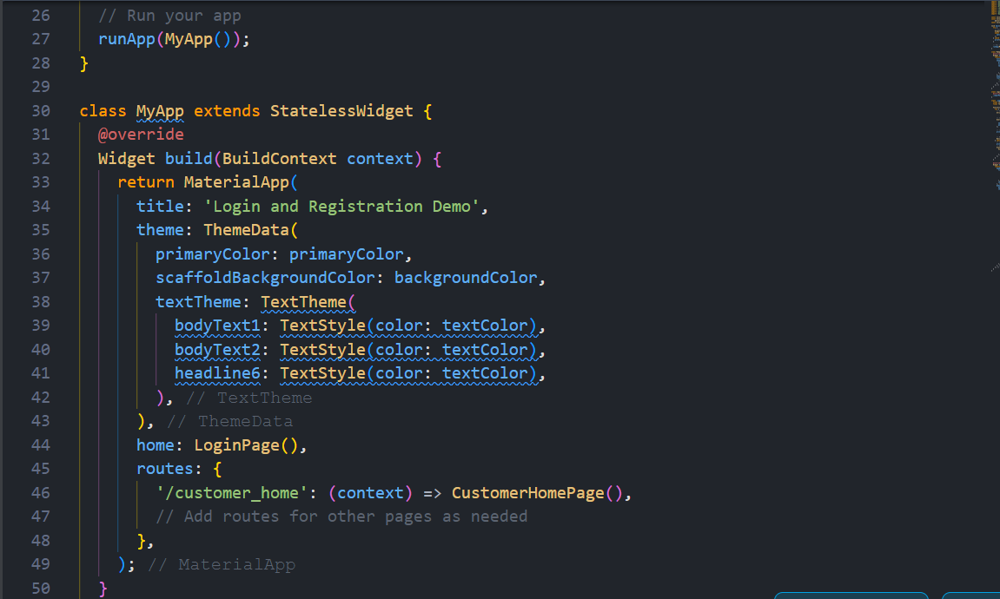 26 // Run your app
27 runApp(MyApp());
28 }
29
30 class MyApp extends StatelessWidget {
31 @override
32 Widget build(BuildContext context) {
33 return MaterialApp(
34 title: 'Login and Registration Demo',
35 theme: ThemeData(
36 primaryColor: primaryColor,
37 scaffoldBackgroundColor: backgroundColor,
38 textTheme: TextTheme(
39 bodyText1: TextStyle(color: textColor),
40 bodyText2: TextStyle(color: textColor),
41 headline6: TextStyle(color: textColor),
42 ), // TextTheme
43 ), // ThemeData
44 home: LoginPage(),
45 routes: {
46 '/customer_home': (context) => CustomerHomePage(),
47 // Add routes for other pages as needed
48 },
49 ); // MaterialApp
50 }